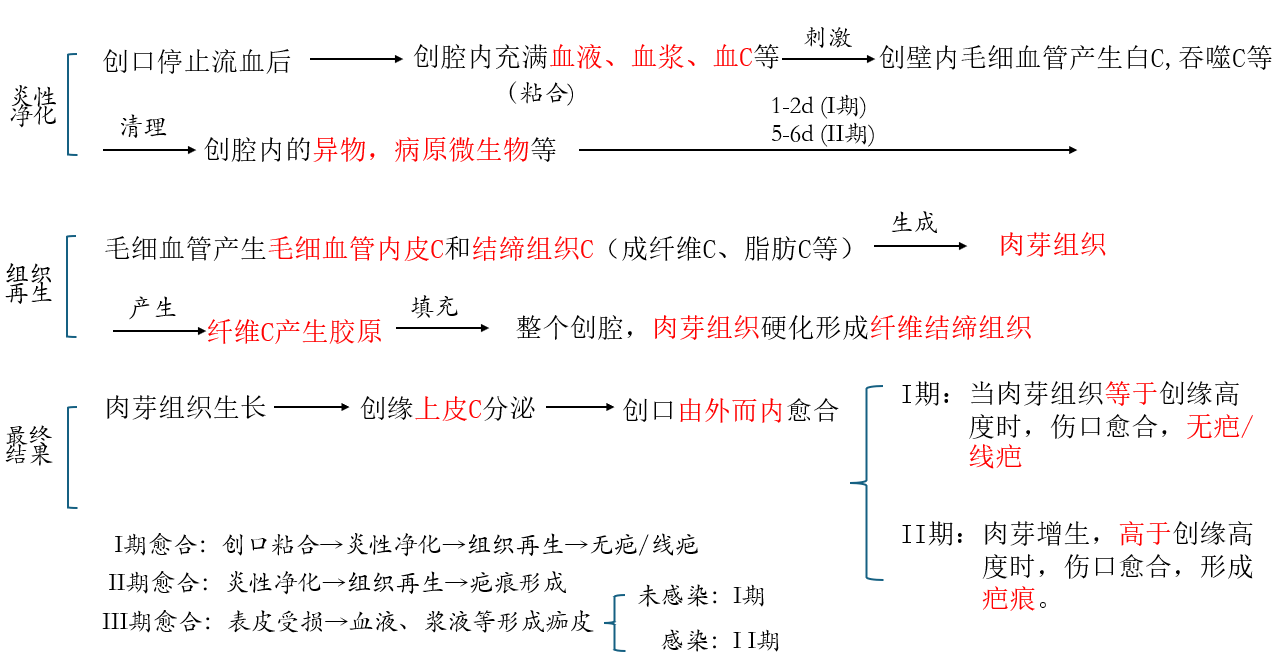 炎性
净化
创口停止流血后
创腔内充满血液、血浆、血C等
(粘合)
刺激
创壁内毛细血管产生白C,吞噬C等
清理
创腔内的异物，病原微生物等
1-2d (I期)
5-6d (II期)
组织
再生
毛细血管产生毛细血管内皮C和结缔组织C（成纤维C、脂肪C等）
生成
肉芽组织
产生
纤维C产生胶原
填充
整个创腔，肉芽组织硬化形成纤维结缔组织
最终
结果
肉芽组织生长
创缘上皮C分泌
创口由外而内愈合
I期：当肉芽组织等于创缘高
度时，伤口愈合，无疤/
线疤
II期：肉芽增生，高于创缘高
度时，伤口愈合，形成
疤痕。
I期愈合：创口粘合→炎性净化→组织再生→无疤/线疤
II期愈合：炎性净化→组织再生→疤痕形成
III期愈合：表皮受损→血液、浆液等形成痂皮
未感染：I期
感染：II期